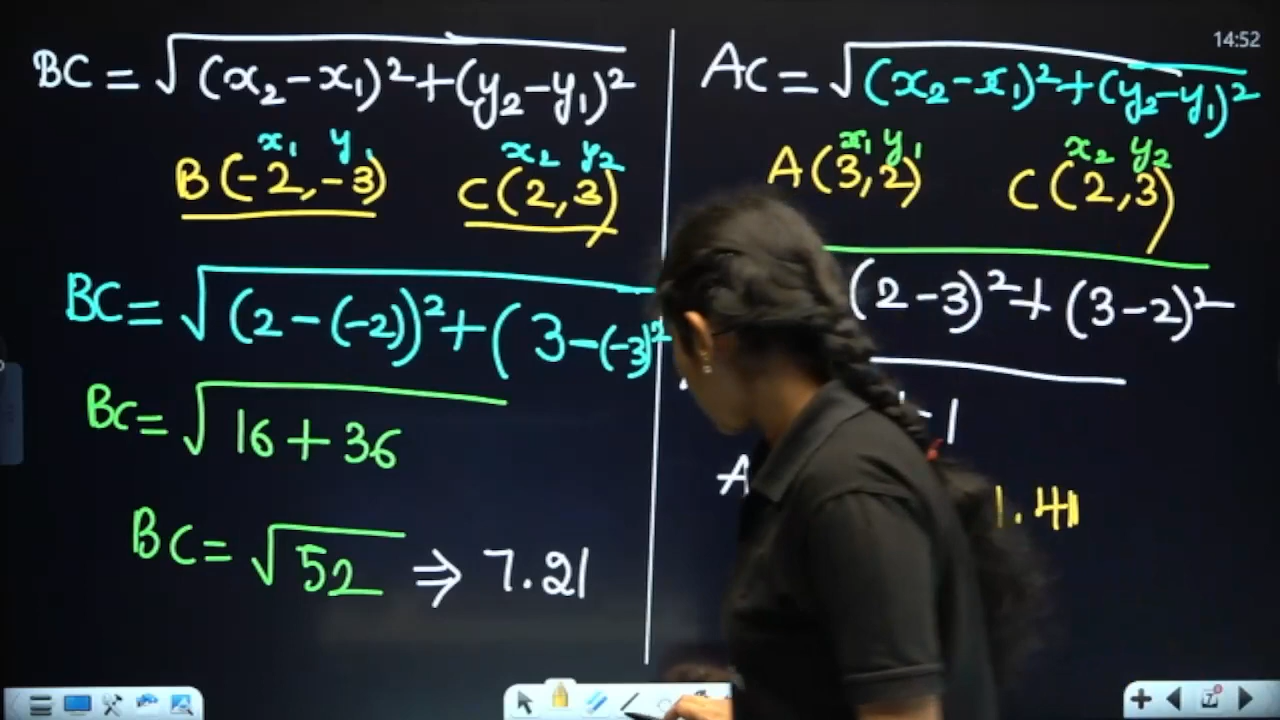 14:52
BC = √(x₂-x₁)²+(y₂-y₁)²
x₁ y₁ x₂ y₂
B(-2,-3) C(2,3)
BC = √(2-(-2))²+(3-(-3)²
BC = √16+36
BC = √52 ⇒ 7.21
AC = √(x₂-x₁)²+(y₂-y₁)²
x₁ y₁ x₂ y₂
A(3,2) C(2,3)
(2-3)²+(3-2)²
1
A 1.41